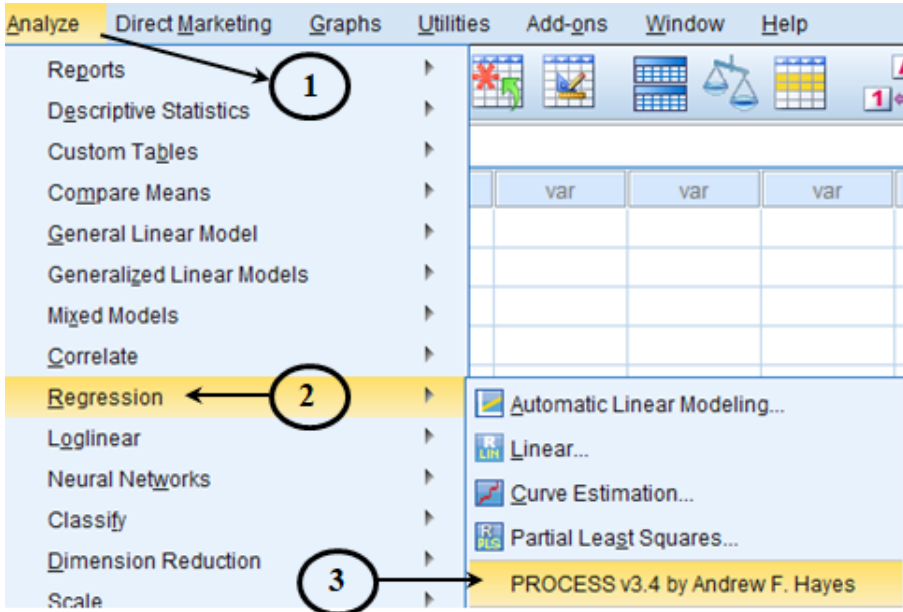 Analyze Direct Marketing Graphs Utilities Add-ons Window Help
Reports
1
Descriptive Statistics
1
Custom Tables
Compare Means
var var var
General Linear Model
Generalized Linear Models
Mixed Models
Correlate
Regression
2
Automatic Linear Modeling...
Loglinear
Linear...
Neural Networks
Curve Estimation...
Classify
Partial Least Squares...
Dimension Reduction
3
PROCESS v3.4 by Andrew F. Hayes
Scale